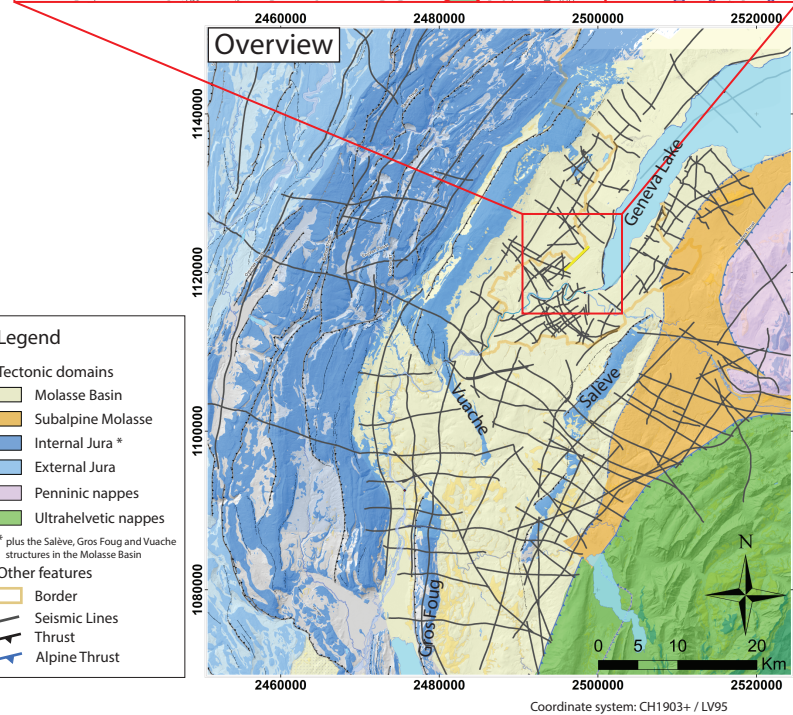 2460000 2480000 2500000 2520000
Overview
1140000
1120000
1100000
1080000
Geneva Lake
Vuache
Salève
Gros Foug
N
0 5 10 20
Km
2460000 2480000 2500000 2520000
Coordinate system: CH1903+ / LV95
Legend
Tectonic domains
Molasse Basin
Subalpine Molasse
Internal Jura *
External Jura
Penninic nappes
Ultrahelvetic nappes
* plus the Salève, Gros Foug and Vuache
structures in the Molasse Basin
Other features
Border
Seismic Lines
Thrust
Alpine Thrust